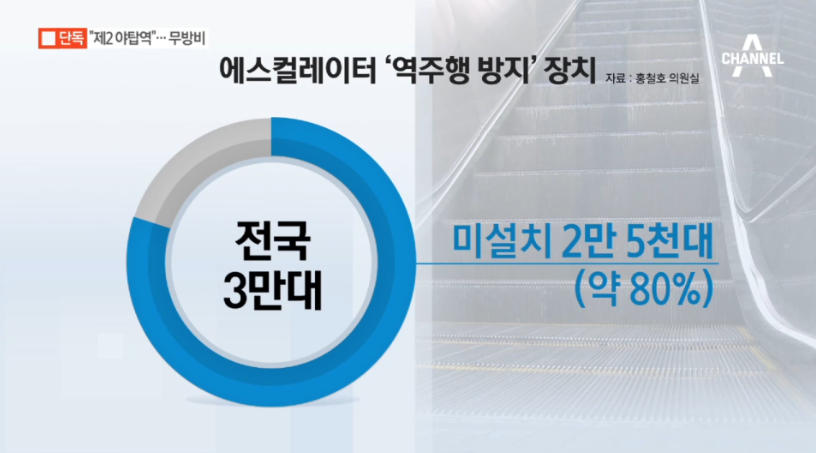 단독 "제2 야탑역"… 무방비
에스컬레이터 ‘역주행 방지’ 장치
자료 : 홍철호 의원실
CHANNEL A
전국
3만대
미설치 2만 5천대
(약 80%)